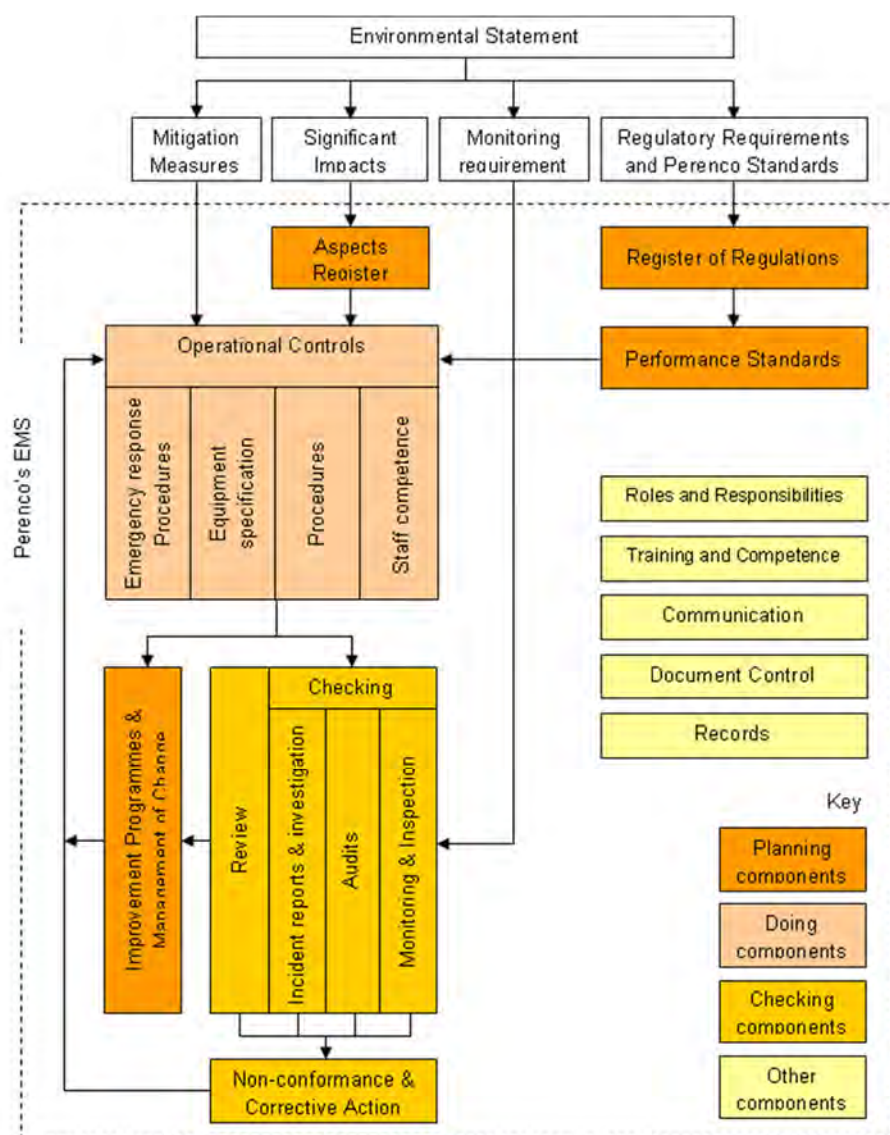 Environmental Statement
Mitigation
Measures
Significant
Impacts
Monitoring
requirement
Regulatory Requirements
and Perenco Standards
Aspects
Register
Register of Regulations
Operational Controls
Performance Standards
Emergency response
Procedures
Equipment
specification
Procedures
Staff competence
Perenco's EMS
Roles and Responsibilities
Training and Competence
Communication
Document Control
Records
Improvement Programmes &
Management of Change
Review
Checking
Incident reports & investigation
Audits
Monitoring & Inspection
Non-conformance &
Corrective Action
Key
Planning
components
Doing
components
Checking
components
Other
components